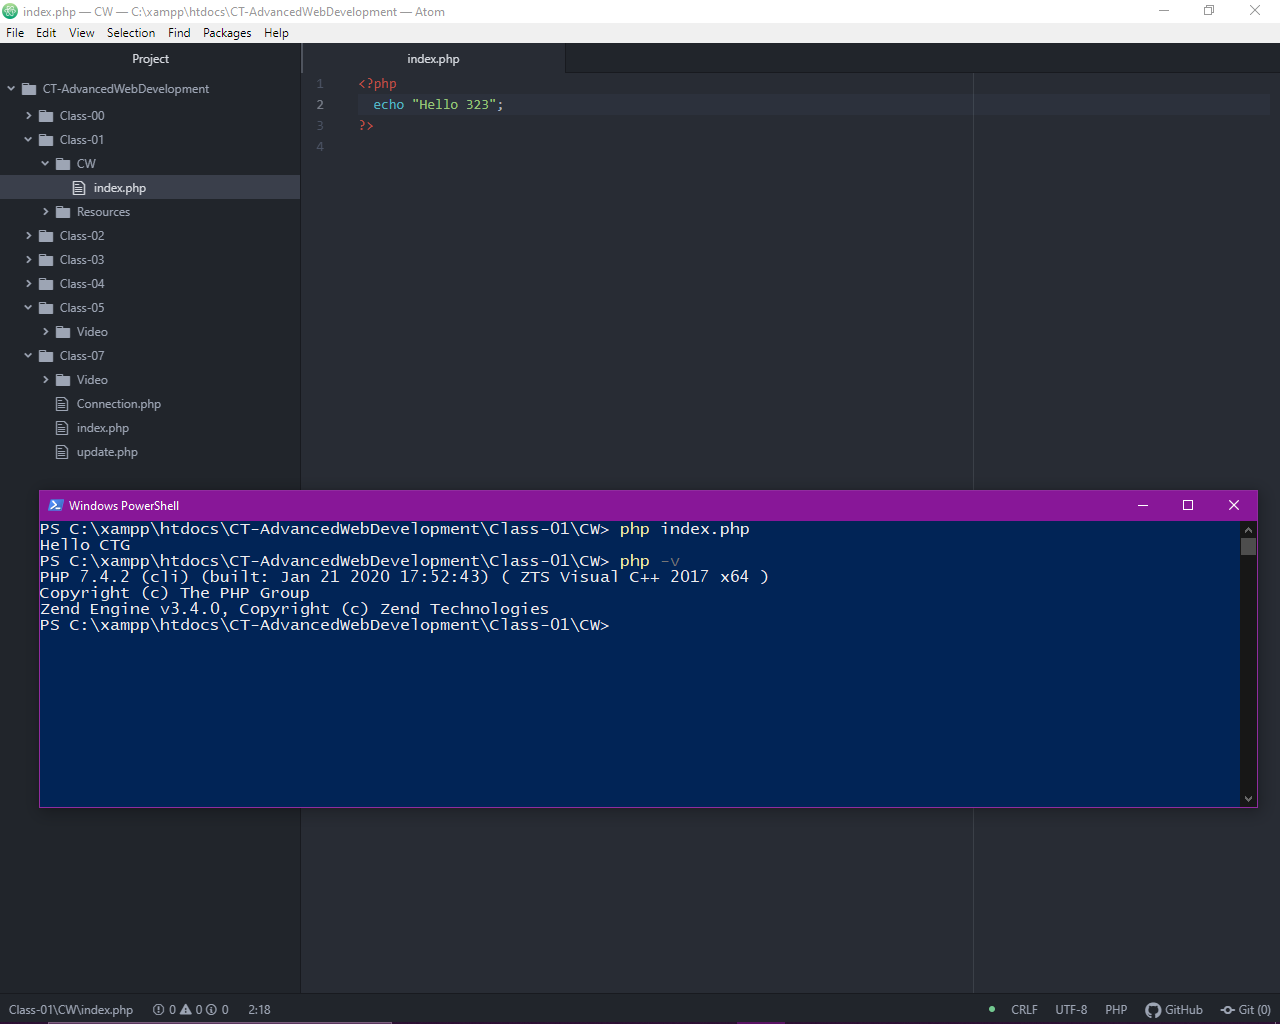 index.php — CW — C:\xampp\htdocs\CT-AdvancedWebDevelopment — Atom
File Edit View Selection Find Packages Help
Project
CT-AdvancedWebDevelopment
Class-00
Class-01
CW
index.php
Resources
Class-02
Class-03
Class-04
Class-05
Video
Class-07
Video
Connection.php
index.php
update.php
index.php
1 <?php
2 echo "Hello 323";
3 ?>
4
Windows PowerShell
PS C:\xampp\htdocs\CT-AdvancedWebDevelopment\Class-01\CW> php index.php
Hello CTG
PS C:\xampp\htdocs\CT-AdvancedWebDevelopment\Class-01\CW> php -v
PHP 7.4.2 (cli) (built: Jan 21 2020 17:52:43) ( ZTS Visual C++ 2017 x64 )
Copyright (c) The PHP Group
Zend Engine v3.4.0, Copyright (c) Zend Technologies
PS C:\xampp\htdocs\CT-AdvancedWebDevelopment\Class-01\CW>
Class-01\CW\index.php 0 0 0 2:18 CRLF UTF-8 PHP GitHub Git (0)